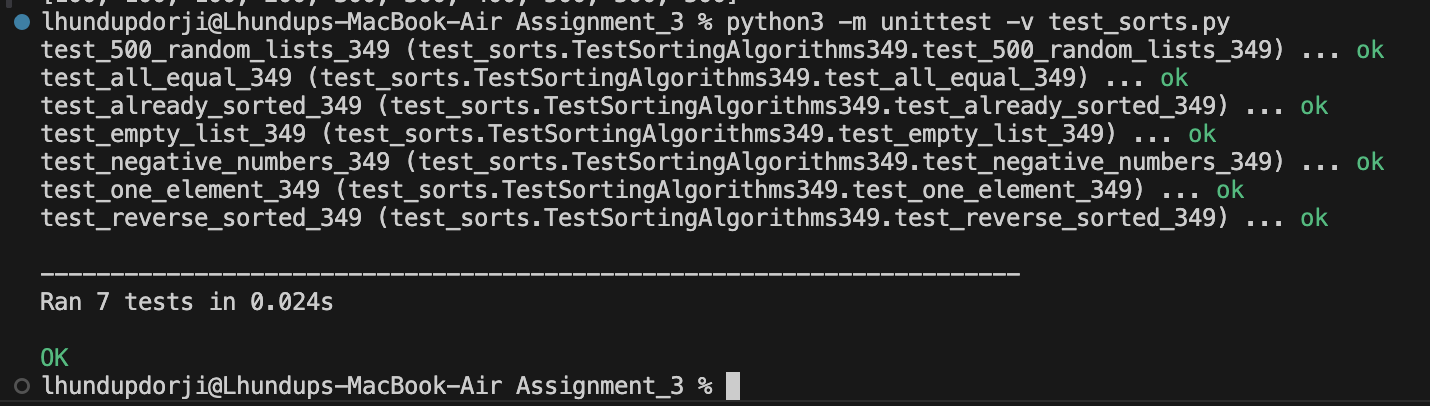 lhundupdorji@Lhundups-MacBook-Air Assignment_3 % python3 -m unittest -v test_sorts.py
test_500_random_lists_349 (test_sorts.TestSortingAlgorithms349.test_500_random_lists_349) ... ok
test_all_equal_349 (test_sorts.TestSortingAlgorithms349.test_all_equal_349) ... ok
test_already_sorted_349 (test_sorts.TestSortingAlgorithms349.test_already_sorted_349) ... ok
test_empty_list_349 (test_sorts.TestSortingAlgorithms349.test_empty_list_349) ... ok
test_negative_numbers_349 (test_sorts.TestSortingAlgorithms349.test_negative_numbers_349) ... ok
test_one_element_349 (test_sorts.TestSortingAlgorithms349.test_one_element_349) ... ok
test_reverse_sorted_349 (test_sorts.TestSortingAlgorithms349.test_reverse_sorted_349) ... ok
----------------------------------------------------------------------
Ran 7 tests in 0.024s
OK
lhundupdorji@Lhundups-MacBook-Air Assignment_3 %